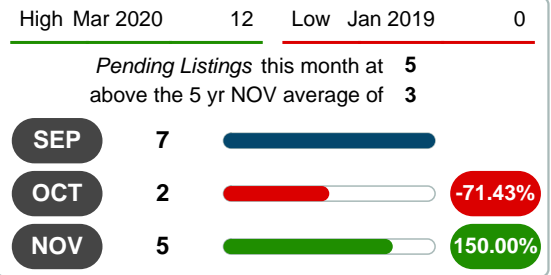 High Mar 2020 12 Low Jan 2019 0
Pending Listings this month at 5
above the 5 yr NOV average of 3
SEP 7
OCT 2 -71.43%
NOV 5 150.00%